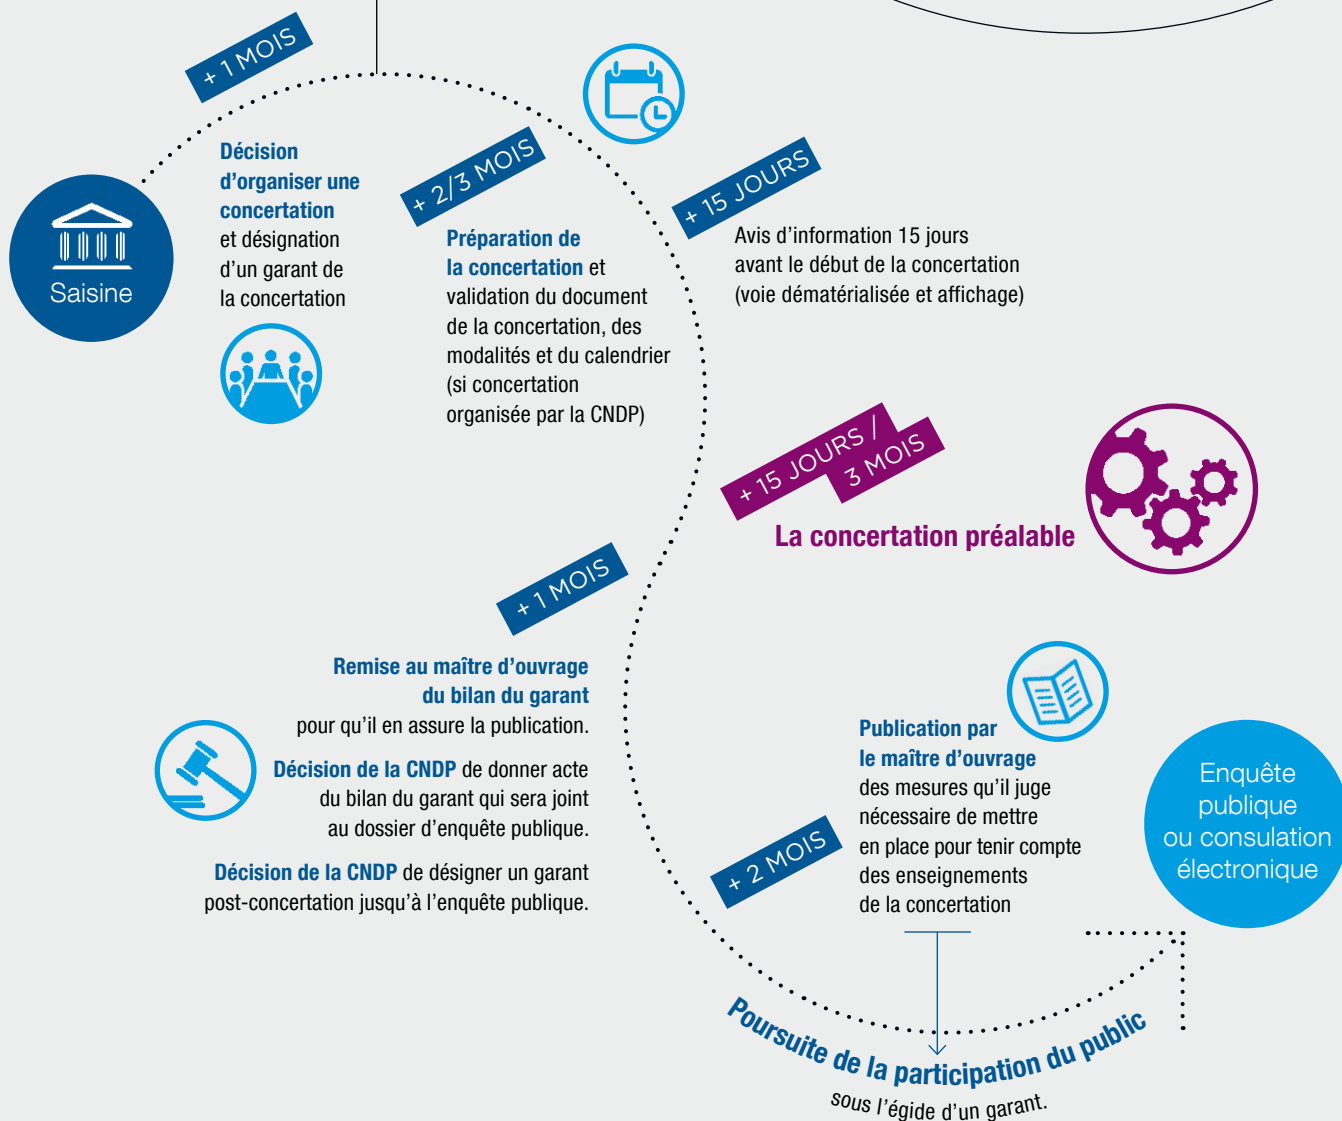 + 1 MOIS
Saisine
Décision
d'organiser une
concertation
et désignation
d'un garant de
la concertation
+ 2/3 MOIS
Préparation de
la concertation et
validation du document
de la concertation, des
modalités et du calendrier
(si concertation
organisée par la CNDP)
+ 15 JOURS
Avis d'information 15 jours
avant le début de la concertation
(voie dématérialisée et affichage)
+ 15 JOURS /
3 MOIS
La concertation préalable
+ 1 MOIS
Remise au maître d'ouvrage
du bilan du garant
pour qu'il en assure la publication.
Décision de la CNDP de donner acte
du bilan du garant qui sera joint
au dossier d'enquête publique.
Décision de la CNDP de désigner un garant
post-concertation jusqu'à l'enquête publique.
+ 2 MOIS
Publication par
le maître d'ouvrage
des mesures qu'il juge
nécessaire de mettre
en place pour tenir compte
des enseignements
de la concertation
Poursuite de la participation du public
sous l'égide d'un garant.
Enquête
publique
ou consulation
électronique